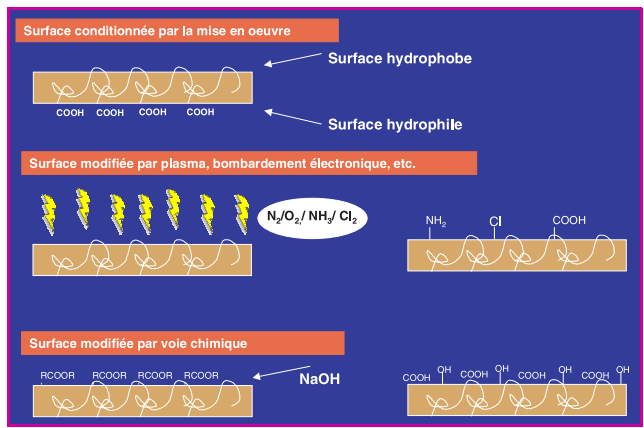 Surface conditionnée par la mise en oeuvre
Surface hydrophobe
COOH COOH COOH COOH
Surface hydrophile
Surface modifiée par plasma, bombardement électronique, etc.
N2/O2,/ NH3/ Cl2
NH2 Cl COOH
Surface modifiée par voie chimique
RCOOR RCOOR RCOOR RCOOR
NaOH
COOH OH COOH OH COOH OH COOH OH